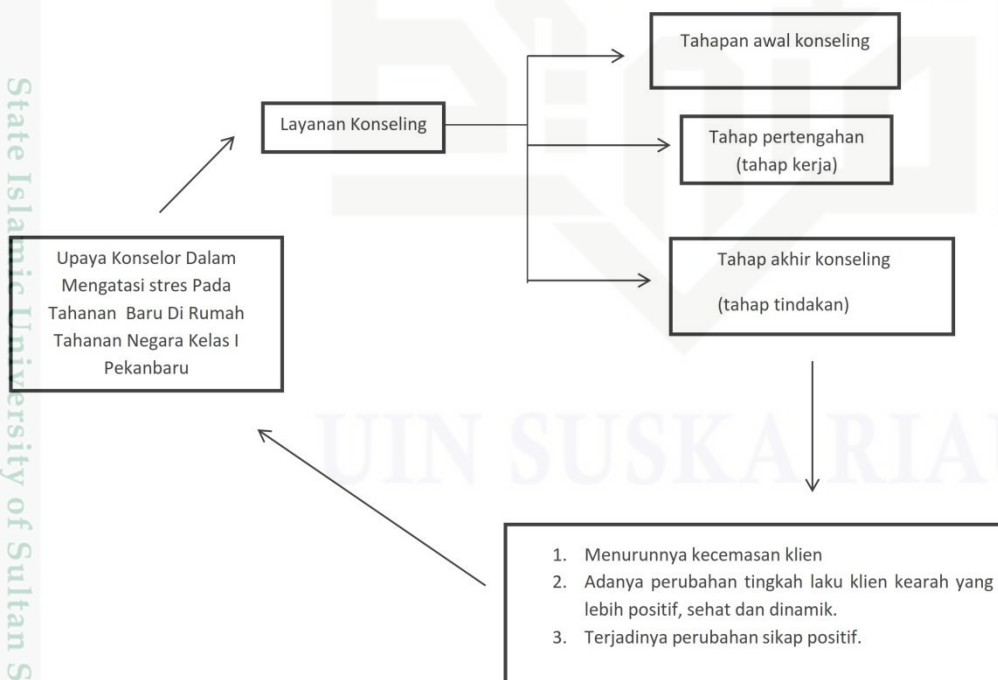 Tahapan awal konseling
Layanan Konseling
Tahap pertengahan
(tahap kerja)
Upaya Konselor Dalam
Mengatasi stres Pada
Tahanan Baru Di Rumah
Tahanan Negara Kelas I
Pekanbaru
Tahap akhir konseling
(tahap tindakan)
1. Menurunnya kecemasan klien
2. Adanya perubahan tingkah laku klien kearah yang
lebih positif, sehat dan dinamik.
3. Terjadinya perubahan sikap positif.
State Islamic University of Sultan S
UIN SUSKA RIA